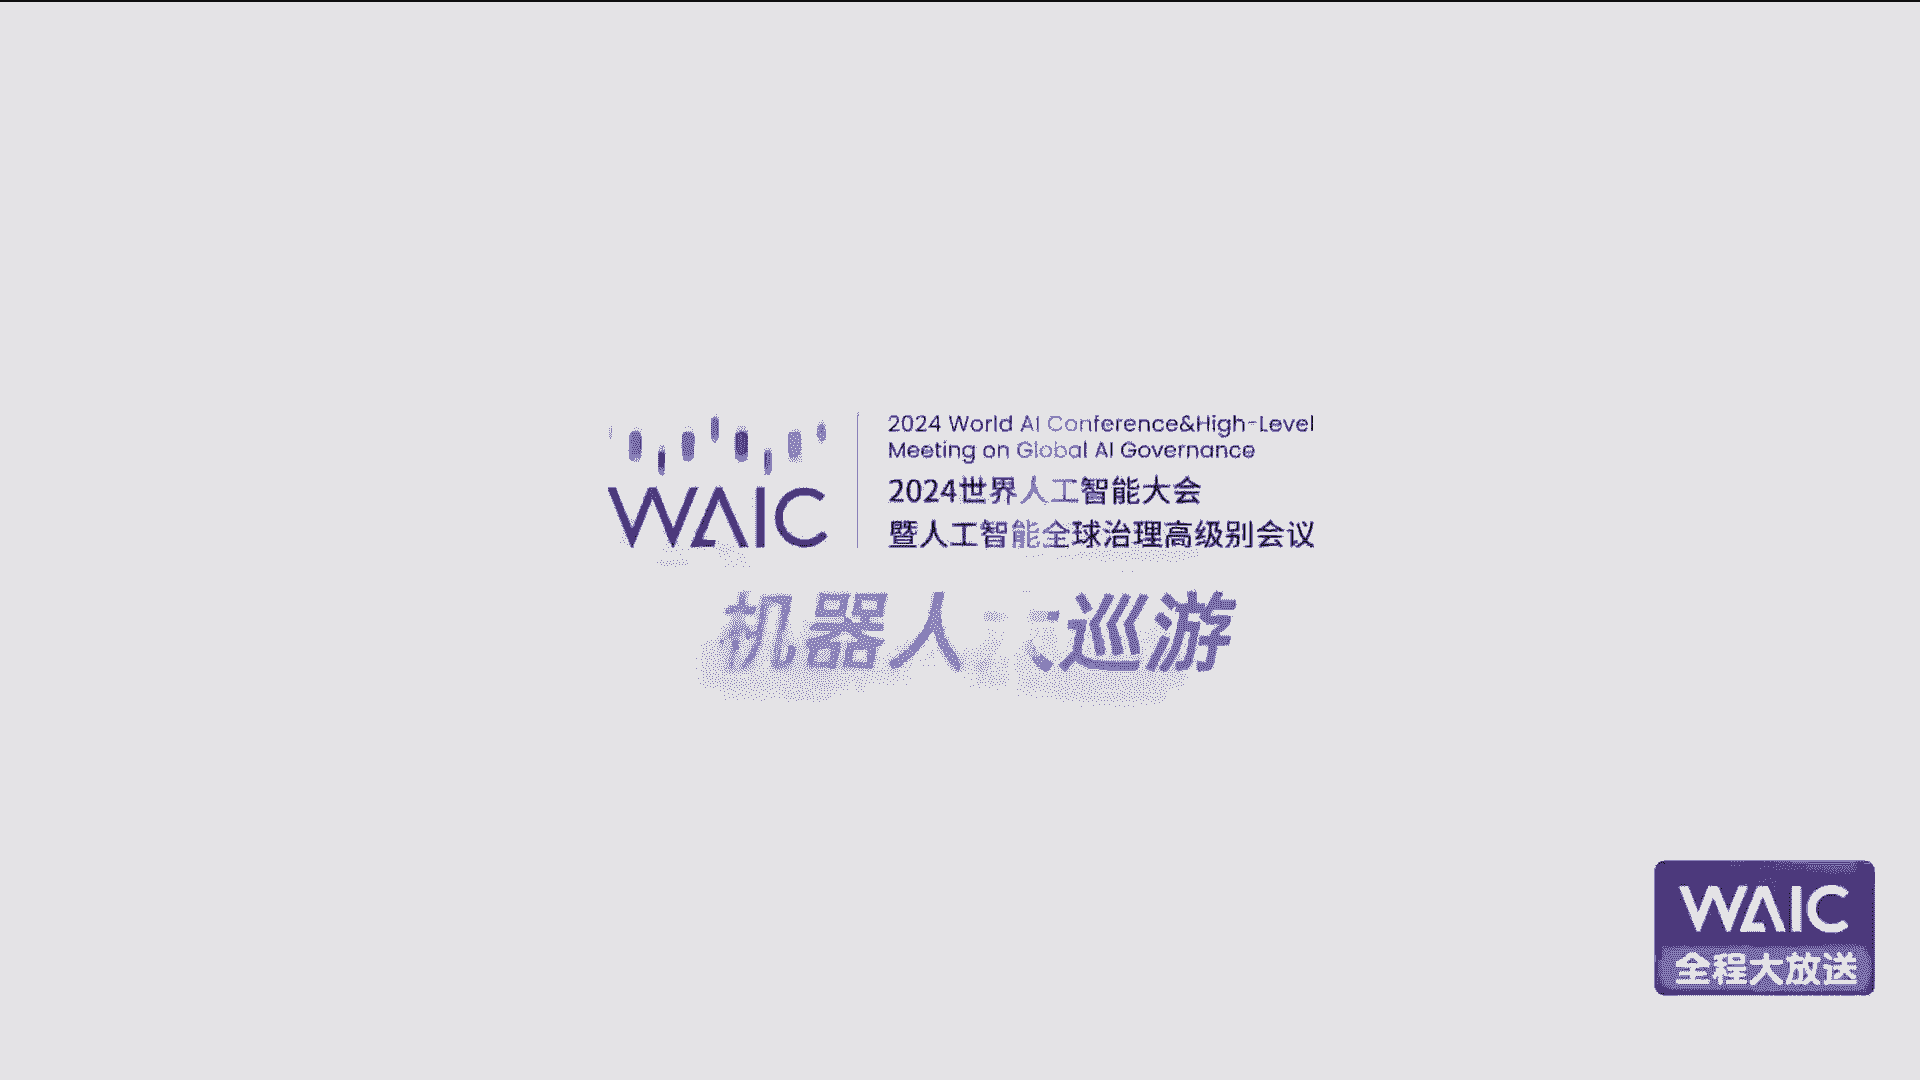 WAIC
2024 World AI Conference&High-Level
Meeting on Global AI Governance
2024世界人工智能大会
暨人工智能全球治理高级别会议
机器人大巡游
WAIC
全程大放送